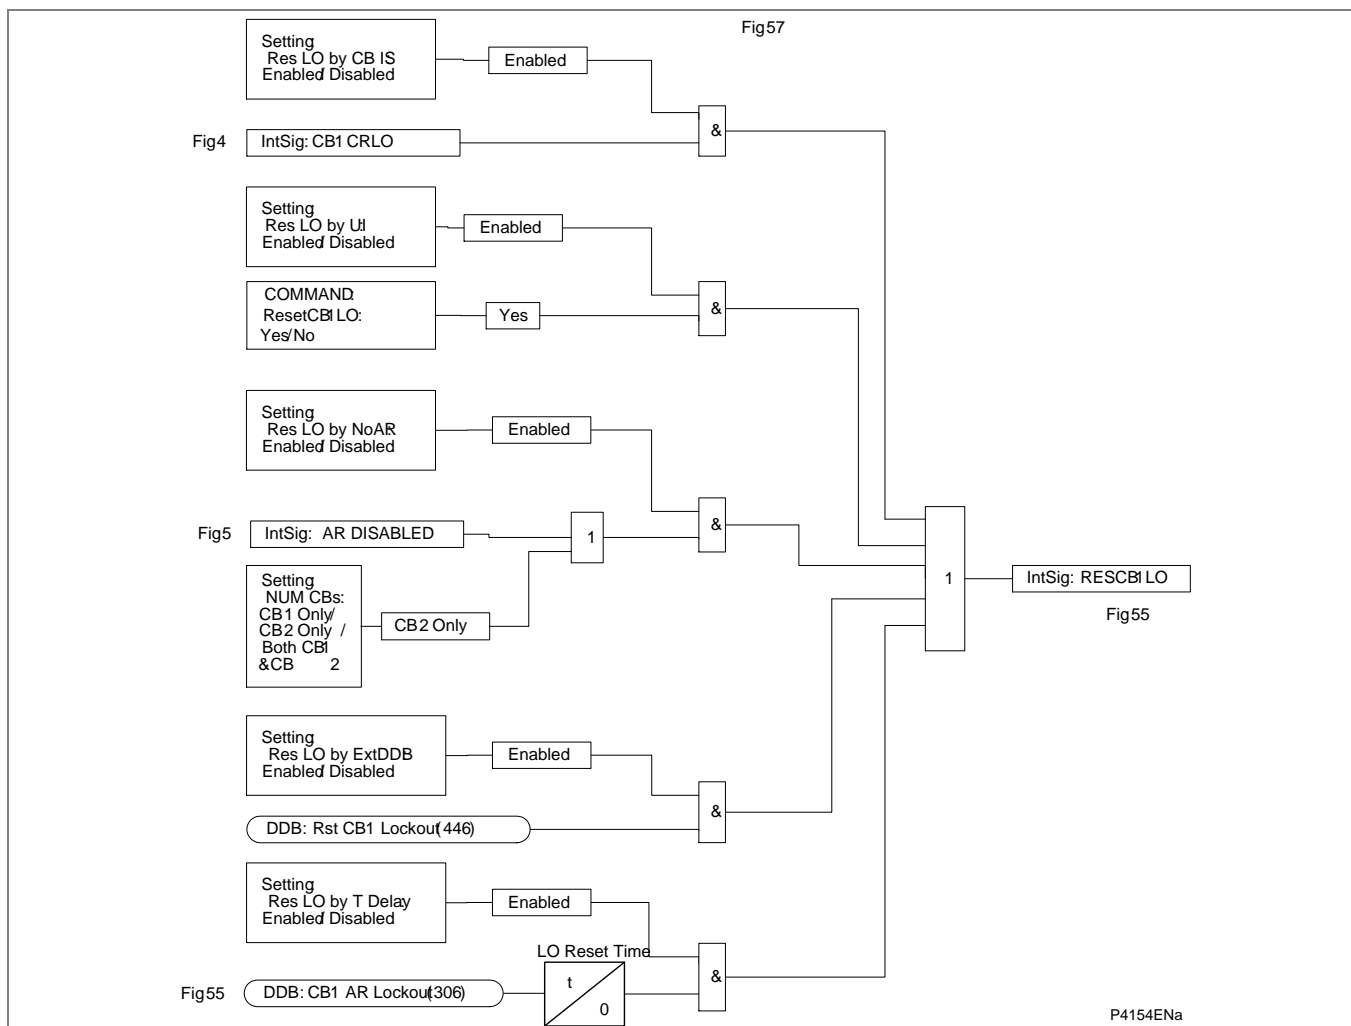 Fig57
Setting:
Res LO by CB IS
Enabled/ Disabled
Enabled
&
Fig4
IntSig: CB1 CRLO
Setting:
Res LO by UI
Enabled/ Disabled
Enabled
COMMAND:
ResetCB1LO:
Yes/No
Yes
&
Setting:
Res LO by NoAR
Enabled/ Disabled
Enabled
Fig5
IntSig: AR DISABLED
1
&
Setting:
NUM CBs:
CB1 Only/
CB2 Only /
Both CB1
&CB 2
CB2 Only
1
IntSig: RESCB1LO
Fig55
Setting:
Res LO by ExtDDB
Enabled/ Disabled
Enabled
&
DDB: Rst CB1 Lockout(446)
Setting:
Res LO by T Delay
Enabled/ Disabled
Enabled
LO Reset Time
t
0
&
Fig55
DDB: CB1 AR Lockout(306)
P4154ENa